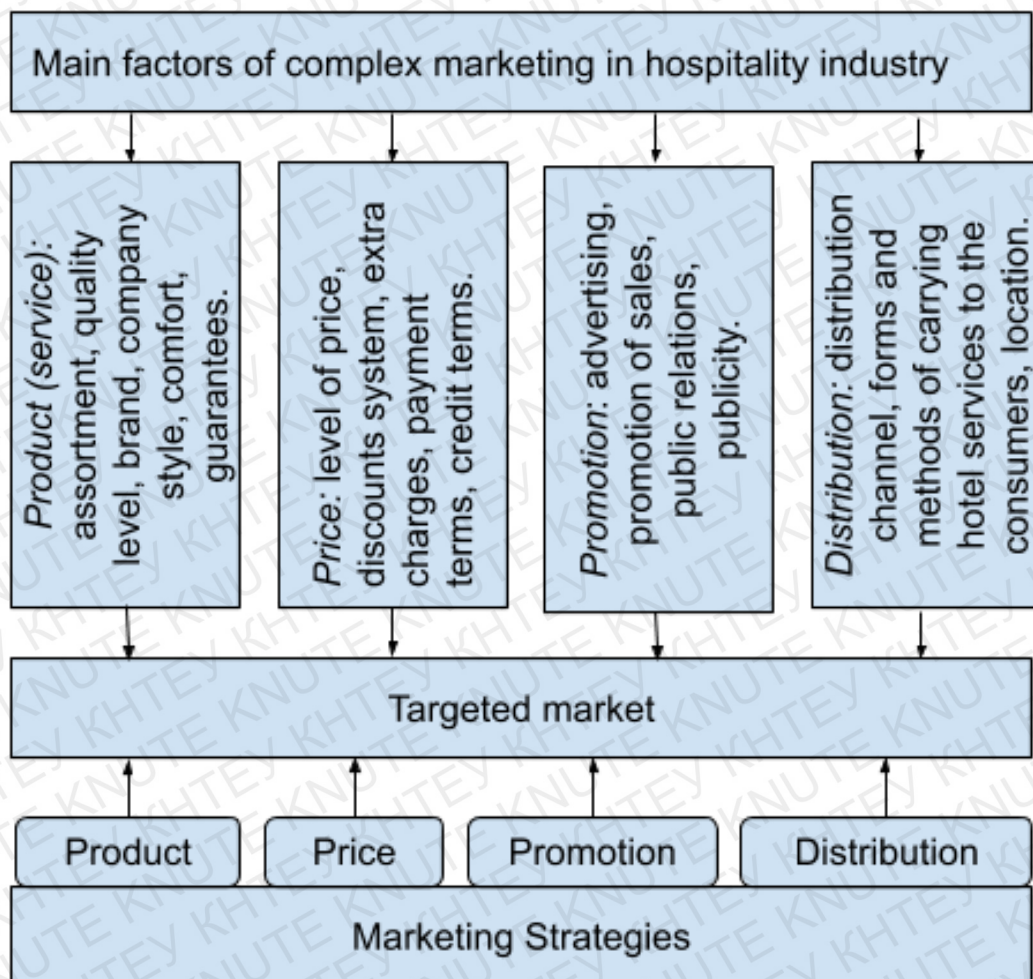 Main factors of complex marketing in hospitality industry
Product (service):
assortment, quality
level, brand, company
style, comfort,
guarantees.
Price: level of price,
discounts system, extra
charges, payment
terms, credit terms.
Promotion: advertising,
promotion of sales,
public relations,
publicity.
Distribution: distribution
channel, forms and
methods of carrying
hotel services to the
consumers, location.
Targeted market
Product
Price
Promotion
Distribution
Marketing Strategies
KNUTE КНТЕУ